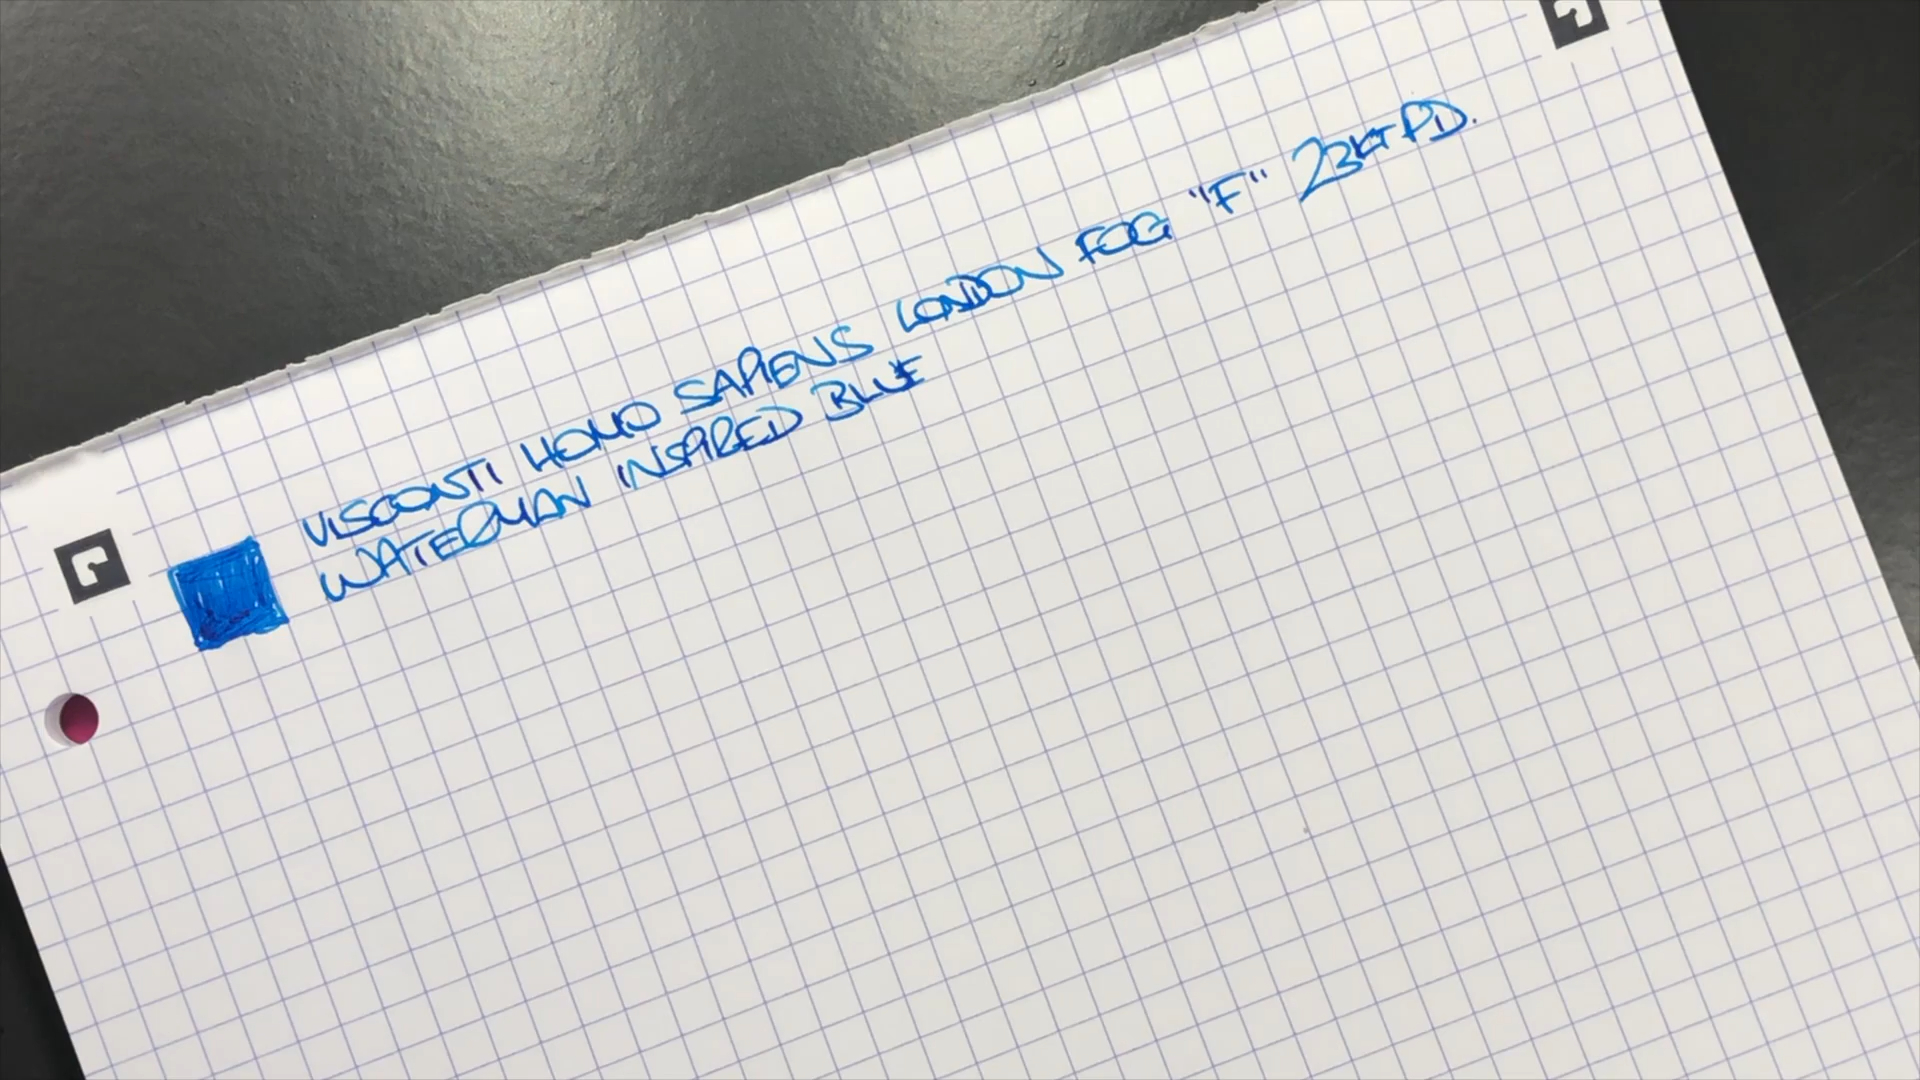 VISCONTI HOMO SAPIENS LONDON FOG "F" 23KT PD.
WATERMAN INSPIRED BLUE